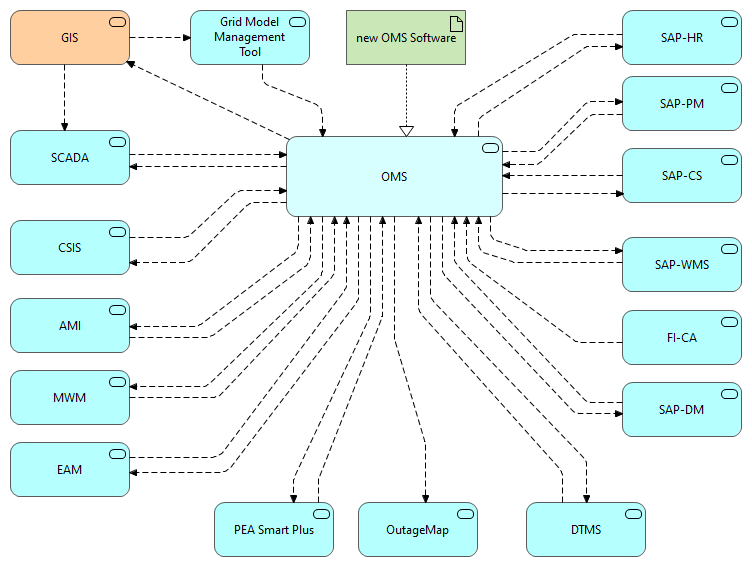 GIS
Grid Model
Management
Tool
new OMS Software
SAP-HR
SAP-PM
SCADA
OMS
SAP-CS
CSIS
SAP-WMS
AMI
FI-CA
MWM
SAP-DM
EAM
PEA Smart Plus
OutageMap
DTMS